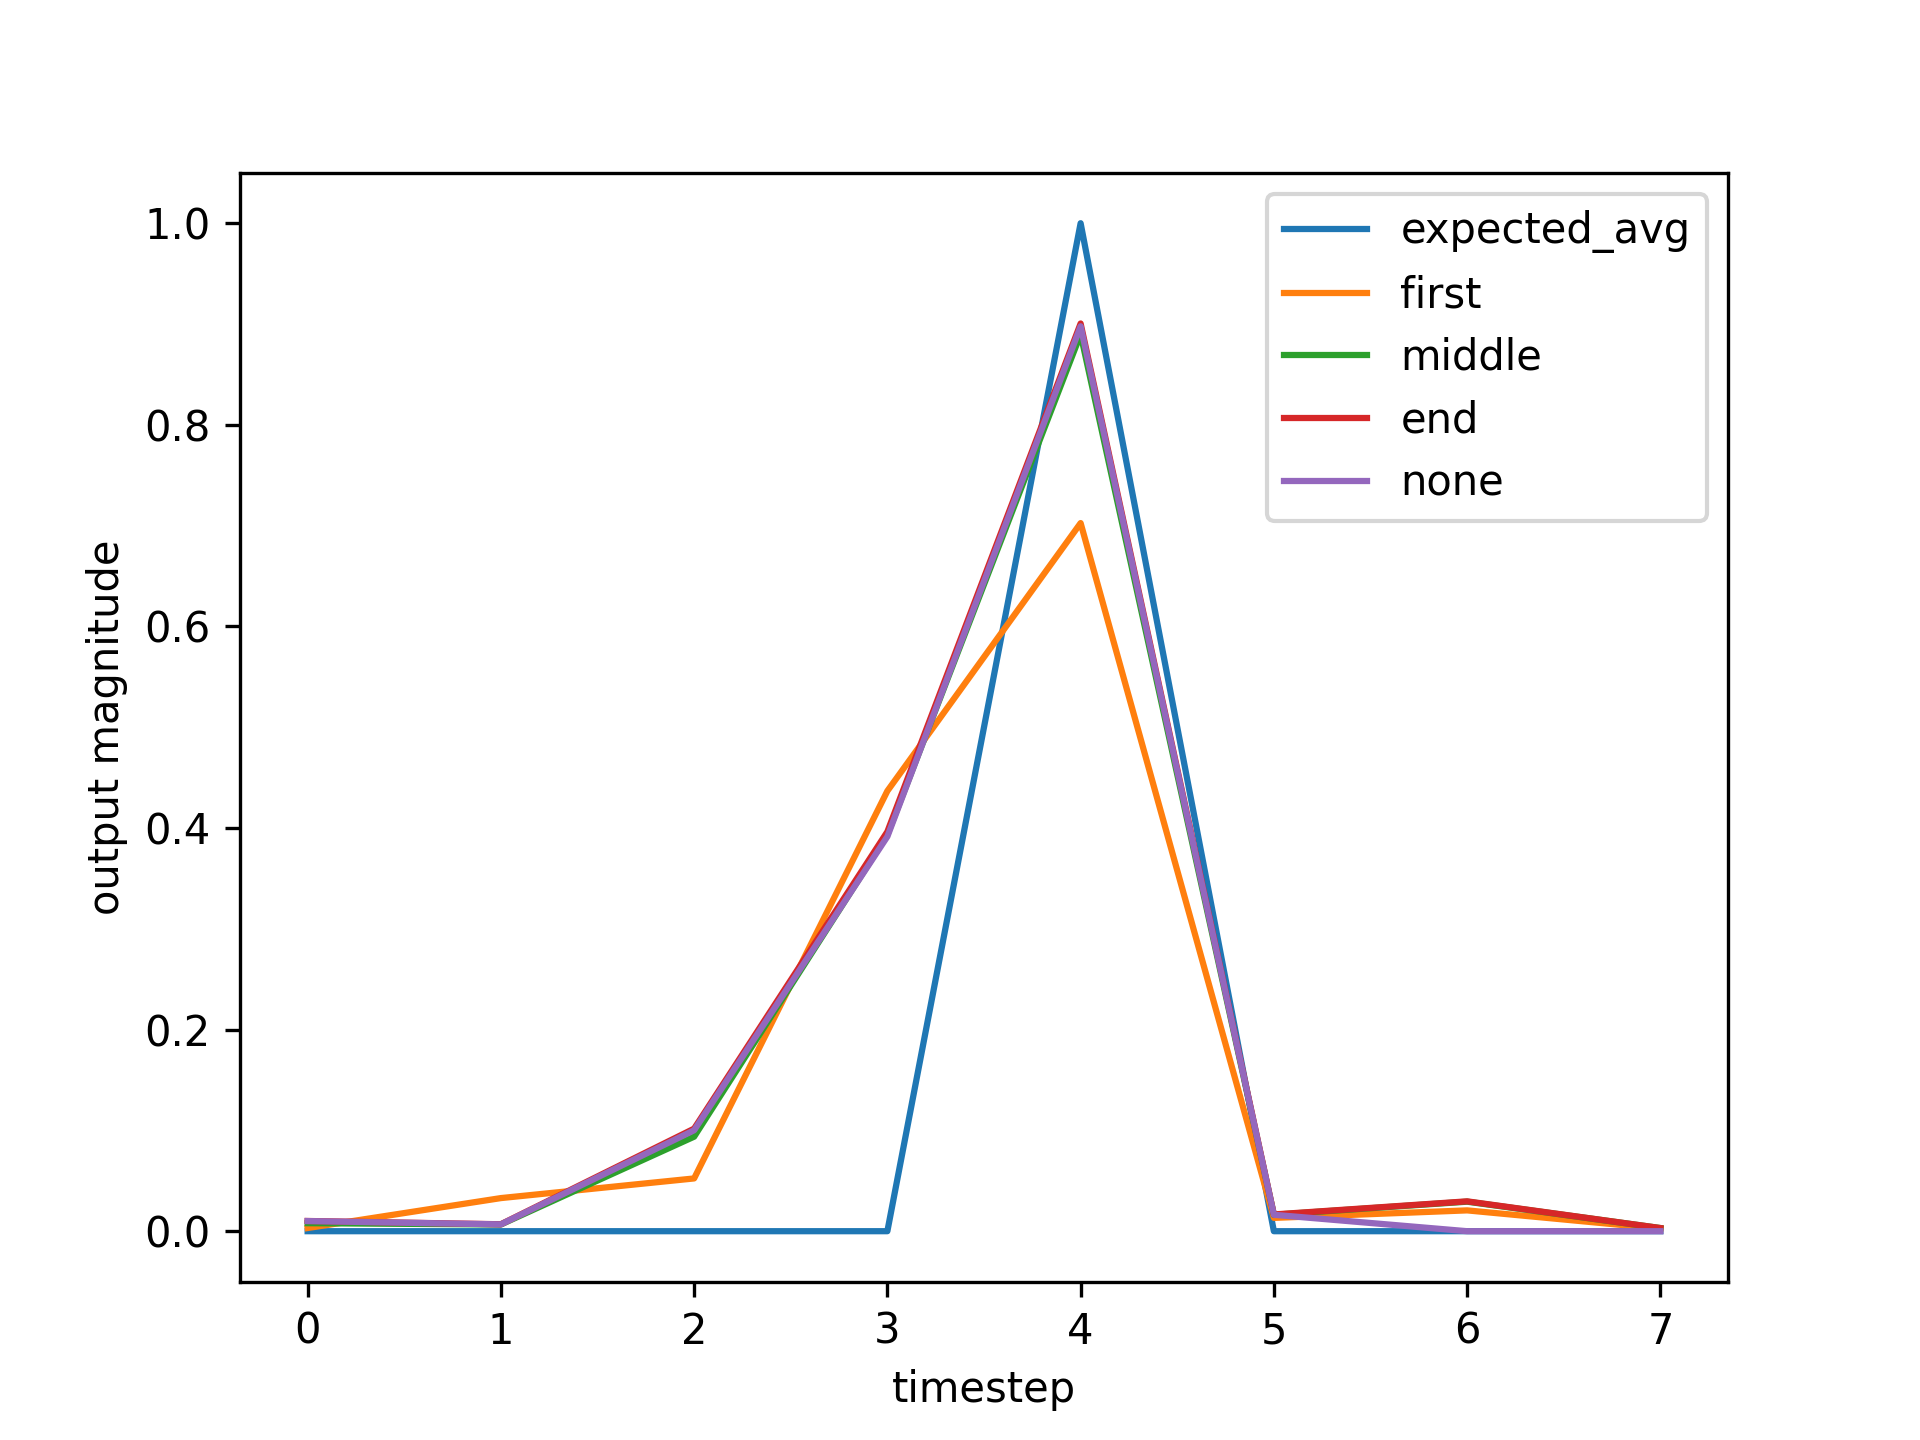 expected_avg
first
middle
end
none
1.0
0.8
0.6
0.4
0.2
0.0
output magnitude
0 1 2 3 4 5 6 7
timestep